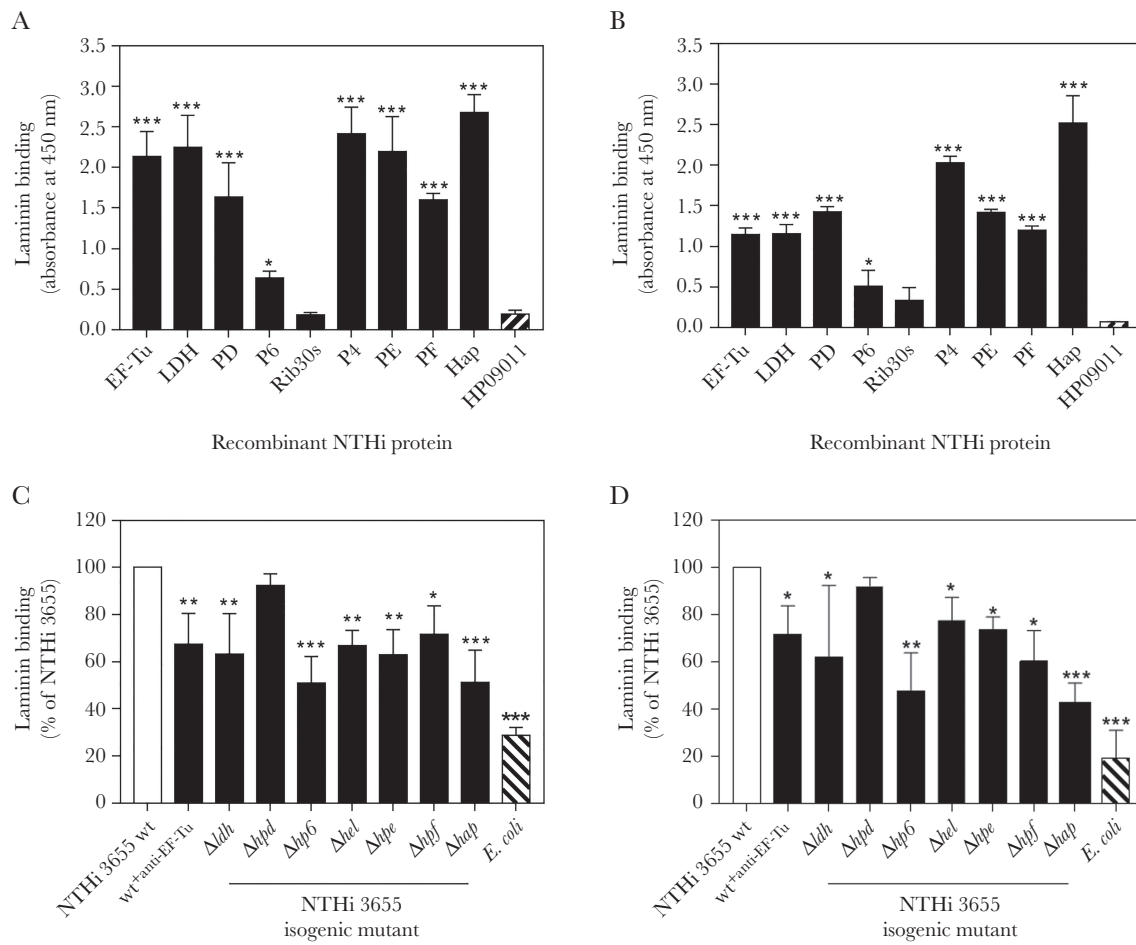 A
Laminin binding
(absorbance at 450 nm)
3.5
3.0
2.5
2.0
1.5
1.0
0.5
0.0
***
***
***
*
***
***
***
***
EF-Tu
LDH
PD
P6
Rib30s
P4
PE
PF
Hap
HP09011
Recombinant NTHi protein
B
Laminin binding
(absorbance at 450 nm)
3.5
3.0
2.5
2.0
1.5
1.0
0.5
0.0
***
***
***
*
***
***
***
***
EF-Tu
LDH
PD
P6
Rib30s
P4
PE
PF
Hap
HP09011
Recombinant NTHi protein
C
Laminin binding
(% of NTHi 3655)
120
100
80
60
40
20
0
**
**
***
**
**
*
***
***
NTHi 3655 wt
wt+anti-EF-Tu
Δldh
Δhpd
Δhp6
Δhel
Δhpe
Δhpf
Δhap
E. coli
NTHi 3655
isogenic mutant
D
Laminin binding
(% of NTHi 3655)
120
100
80
60
40
20
0
*
*
**
*
*
*
***
***
NTHi 3655 wt
wt+anti-EF-Tu
Δldh
Δhpd
Δhp6
Δhel
Δhpe
Δhpf
Δhap
E. coli
NTHi 3655
isogenic mutant